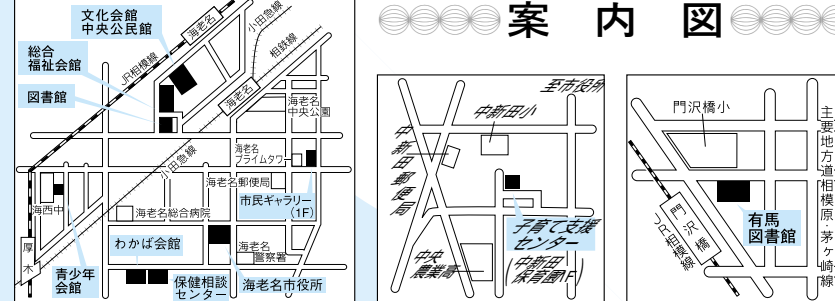 案内図
文化会館
中央公民館
海老名
小田急線
相鉄線
総合
福祉会館
JR相模線
図書館
海老名
海老名
中央公園
海老名
プライムタワー
小田急線
海老名郵便局
海西中
海老名総合病院
市民ギャラリー
(1F)
わかば会館
海老名
警察署
厚木
青少年
会館
保健相談
センター
海老名市役所
至市役所
中新田小
中新田郵便局
子育て支援
センター
(中新田
保育園1F)
中央
農業高
門沢橋小
門沢橋
JR相模線
有馬
図書館
主要地方道・相模原・茅ヶ崎線